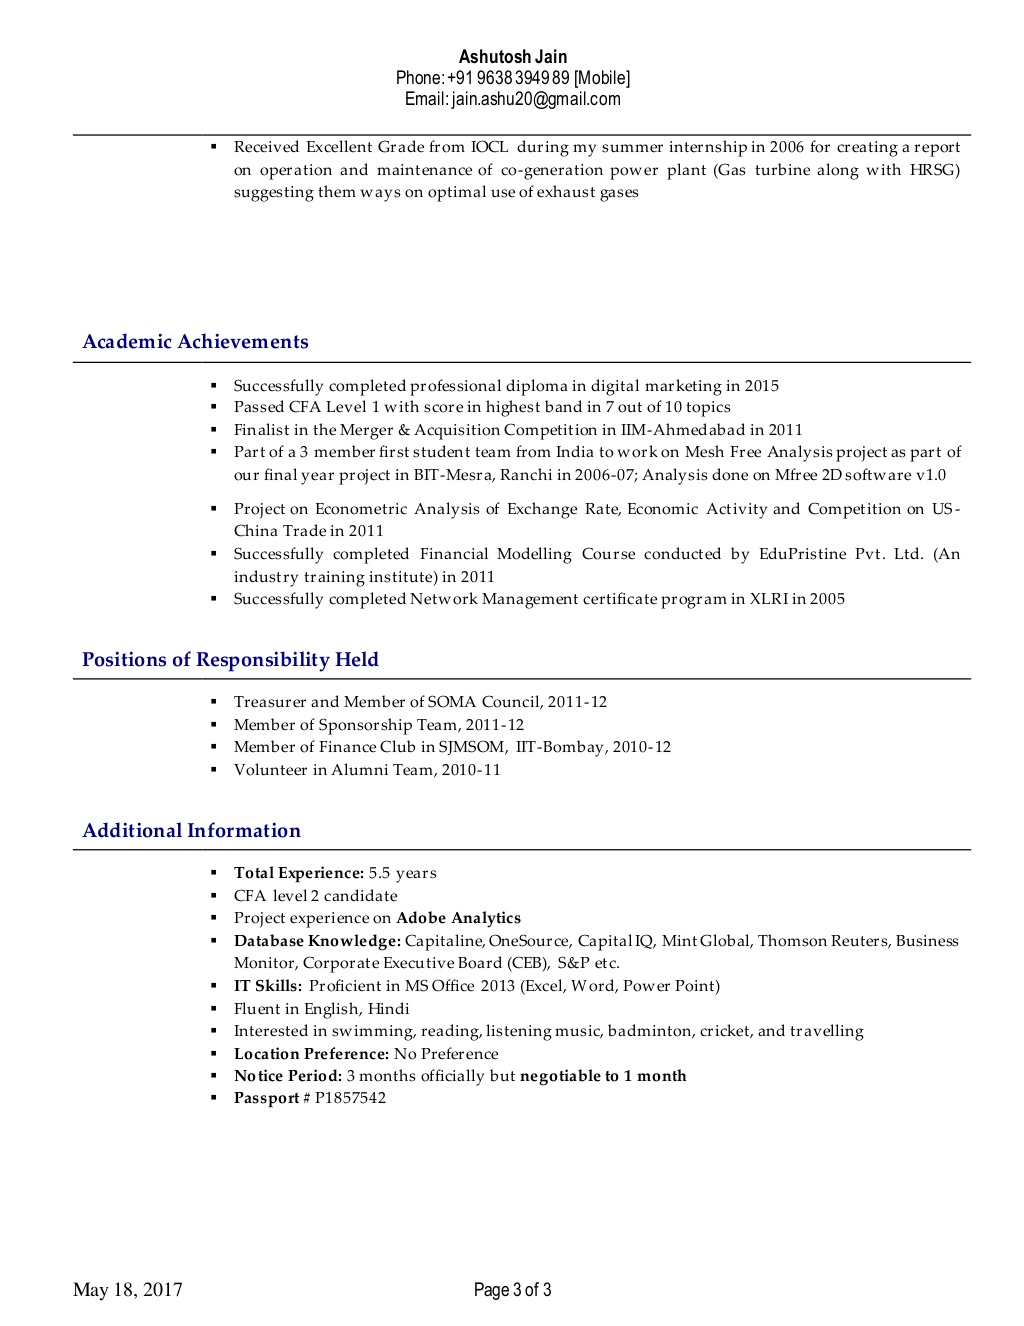 Ashutosh Jain
Phone: +91 9638 394989 [Mobile]
Email: jain.ashu20@gmail.com
▪ Received Excellent Grade from IOCL during my summer internship in 2006 for creating a report
on operation and maintenance of co-generation power plant (Gas turbine along with HRSG)
suggesting them ways on optimal use of exhaust gases
Academic Achievements
▪ Successfully completed professional diploma in digital marketing in 2015
▪ Passed CFA Level 1 with score in highest band in 7 out of 10 topics
▪ Finalist in the Merger & Acquisition Competition in IIM-Ahmedabad in 2011
▪ Part of a 3 member first student team from India to work on Mesh Free Analysis project as part of
our final year project in BIT-Mesra, Ranchi in 2006-07; Analysis done on Mfree 2D software v1.0
▪ Project on Econometric Analysis of Exchange Rate, Economic Activity and Competition on US-
China Trade in 2011
▪ Successfully completed Financial Modelling Course conducted by EduPristine Pvt. Ltd. (An
industry training institute) in 2011
▪ Successfully completed Network Management certificate program in XLRI in 2005
Positions of Responsibility Held
▪ Treasurer and Member of SOMA Council, 2011-12
▪ Member of Sponsorship Team, 2011-12
▪ Member of Finance Club in SJMSOM, IIT-Bombay, 2010-12
▪ Volunteer in Alumni Team, 2010-11
Additional Information
▪ Total Experience: 5.5 years
▪ CFA level 2 candidate
▪ Project experience on Adobe Analytics
▪ Database Knowledge: Capitaline, OneSource, Capital IQ, Mint Global, Thomson Reuters, Business
Monitor, Corporate Executive Board (CEB), S&P etc.
▪ IT Skills: Proficient in MS Office 2013 (Excel, Word, Power Point)
▪ Fluent in English, Hindi
▪ Interested in swimming, reading, listening music, badminton, cricket, and travelling
▪ Location Preference: No Preference
▪ Notice Period: 3 months officially but negotiable to 1 month
▪ Passport # P1857542
May 18, 2017
Page 3 of 3